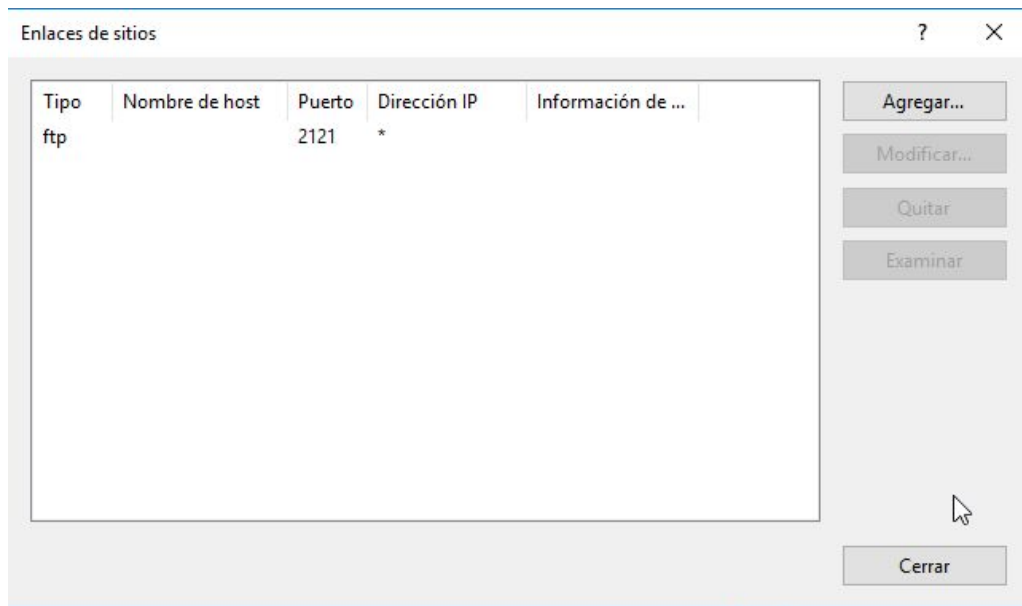 Enlaces de sitios ?
Tipo Nombre de host Puerto Dirección IP Información de ...
ftp 2121 *
Agregar...
Modificar...
Quitar
Examinar
Cerrar